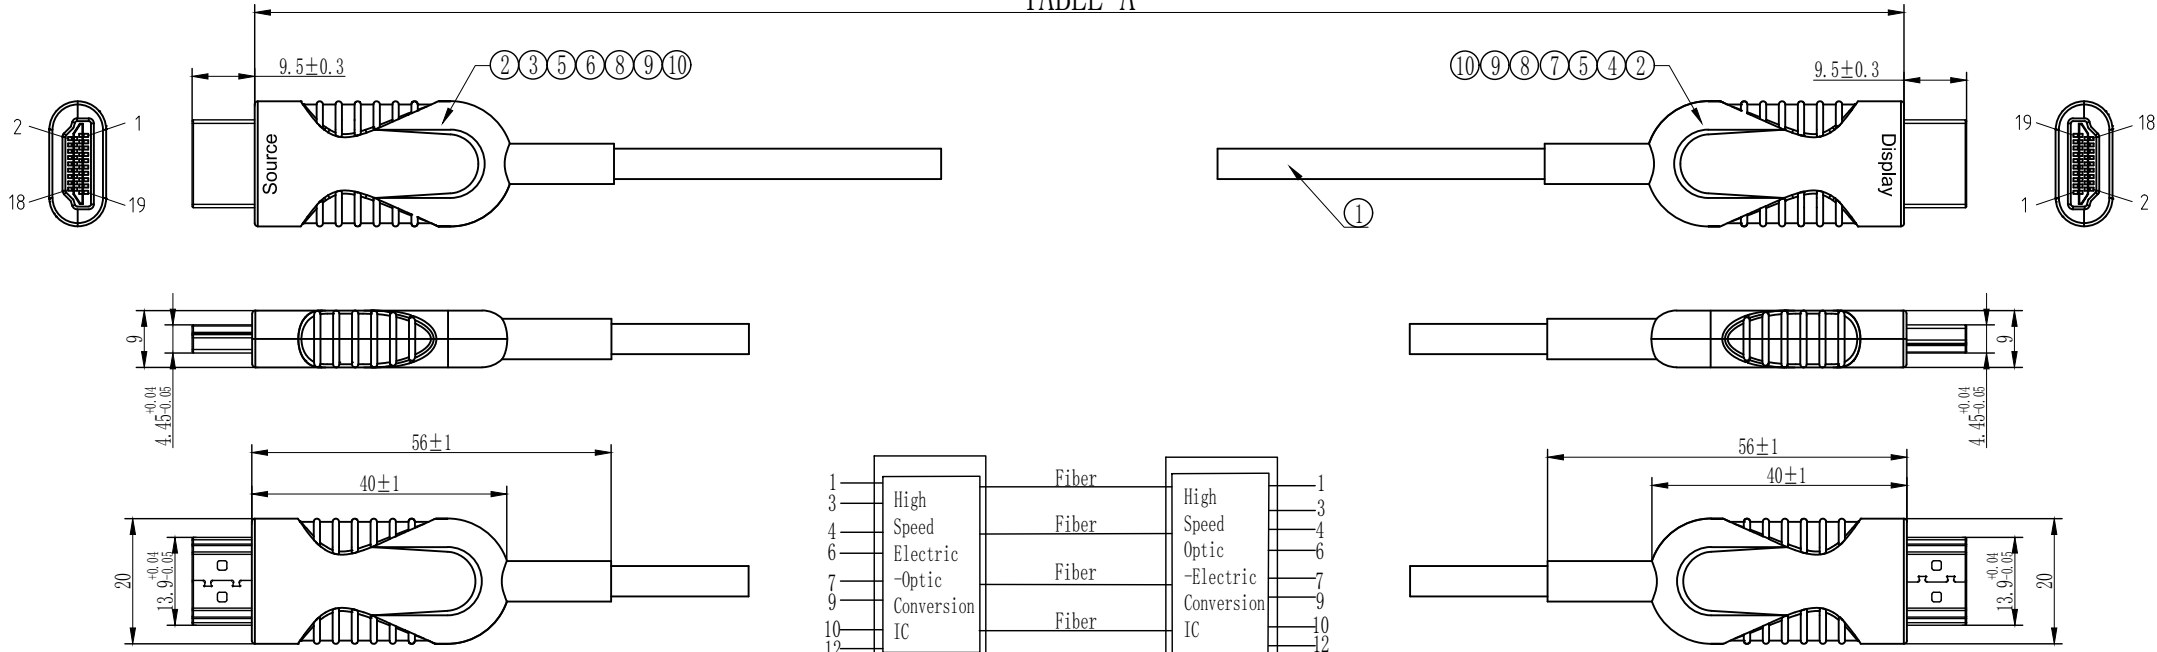 TABLE A
9.5±0.3
②③⑤⑥⑧⑨⑩
⑩⑨⑧⑦⑤④②
9.5±0.3
2
1
18
19
Source
①
Display
19
18
1
2
9
4.45+0.04-0.05
9
4.45+0.04-0.05
56±1
40±1
20
13.9+0.04-0.05
1
3
4
6
7
9
10
12
High
Speed
Electric
-Optic
Conversion
IC
Fiber
Fiber
Fiber
Fiber
High
Speed
Optic
-Electric
Conversion
IC
1
3
4
6
7
9
10
12
56±1
40±1
13.9+0.04-0.05
20